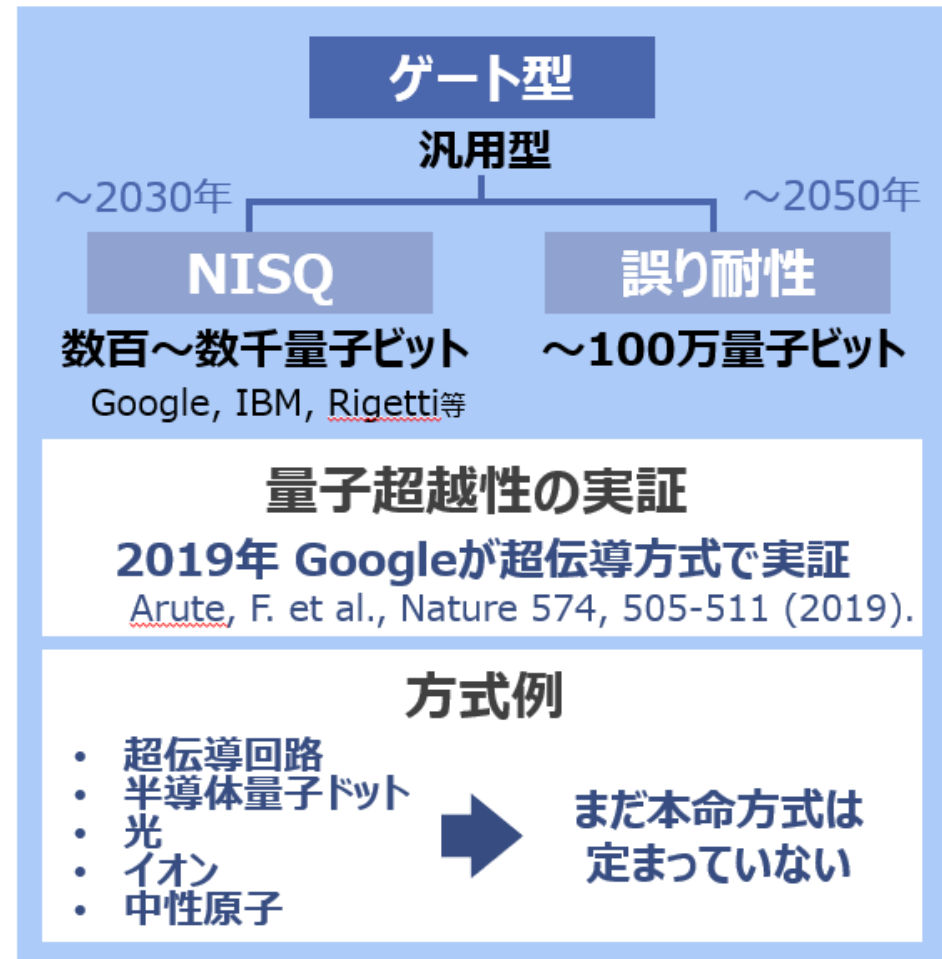 ゲート型
汎用型
～2030年
～2050年
NISQ
誤り耐性
数百～数千量子ビット
～100万量子ビット
Google, IBM, Rigetti等
量子超越性の実証
2019年 Googleが超伝導方式で実証
Arute, F. et al., Nature 574, 505-511 (2019).
方式例
• 超伝導回路
• 半導体量子ドット
• 光
• イオン
• 中性原子
まだ本命方式は
定まっていない